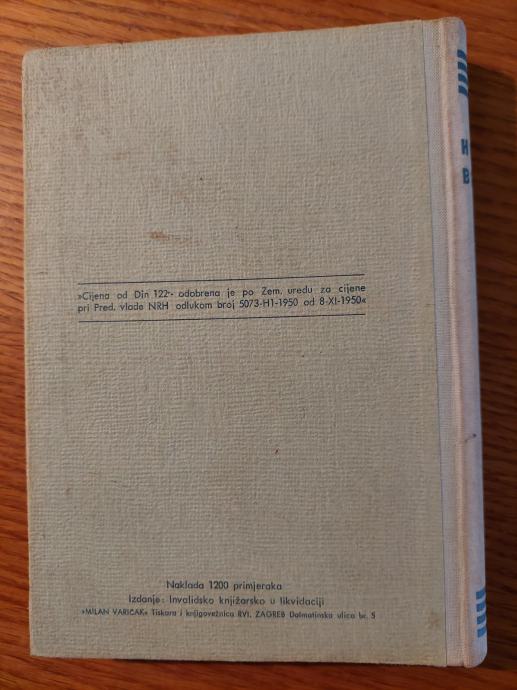 »Cijena od Din 122·- odobrena je po Zem. uredu za cijene
pri Pred. vlade NRH odlukom broj 5073-H1-1950 od 8-XI-1950«
Naklada 1200 primjeraka
Izdanje: Invalidsko knjižarsko u likvidaciji
»MILAN VARIĆAK« Tiskara i knjigovežnica RVI, ZAGREB Dalmatinska ulica br. 5
H
B